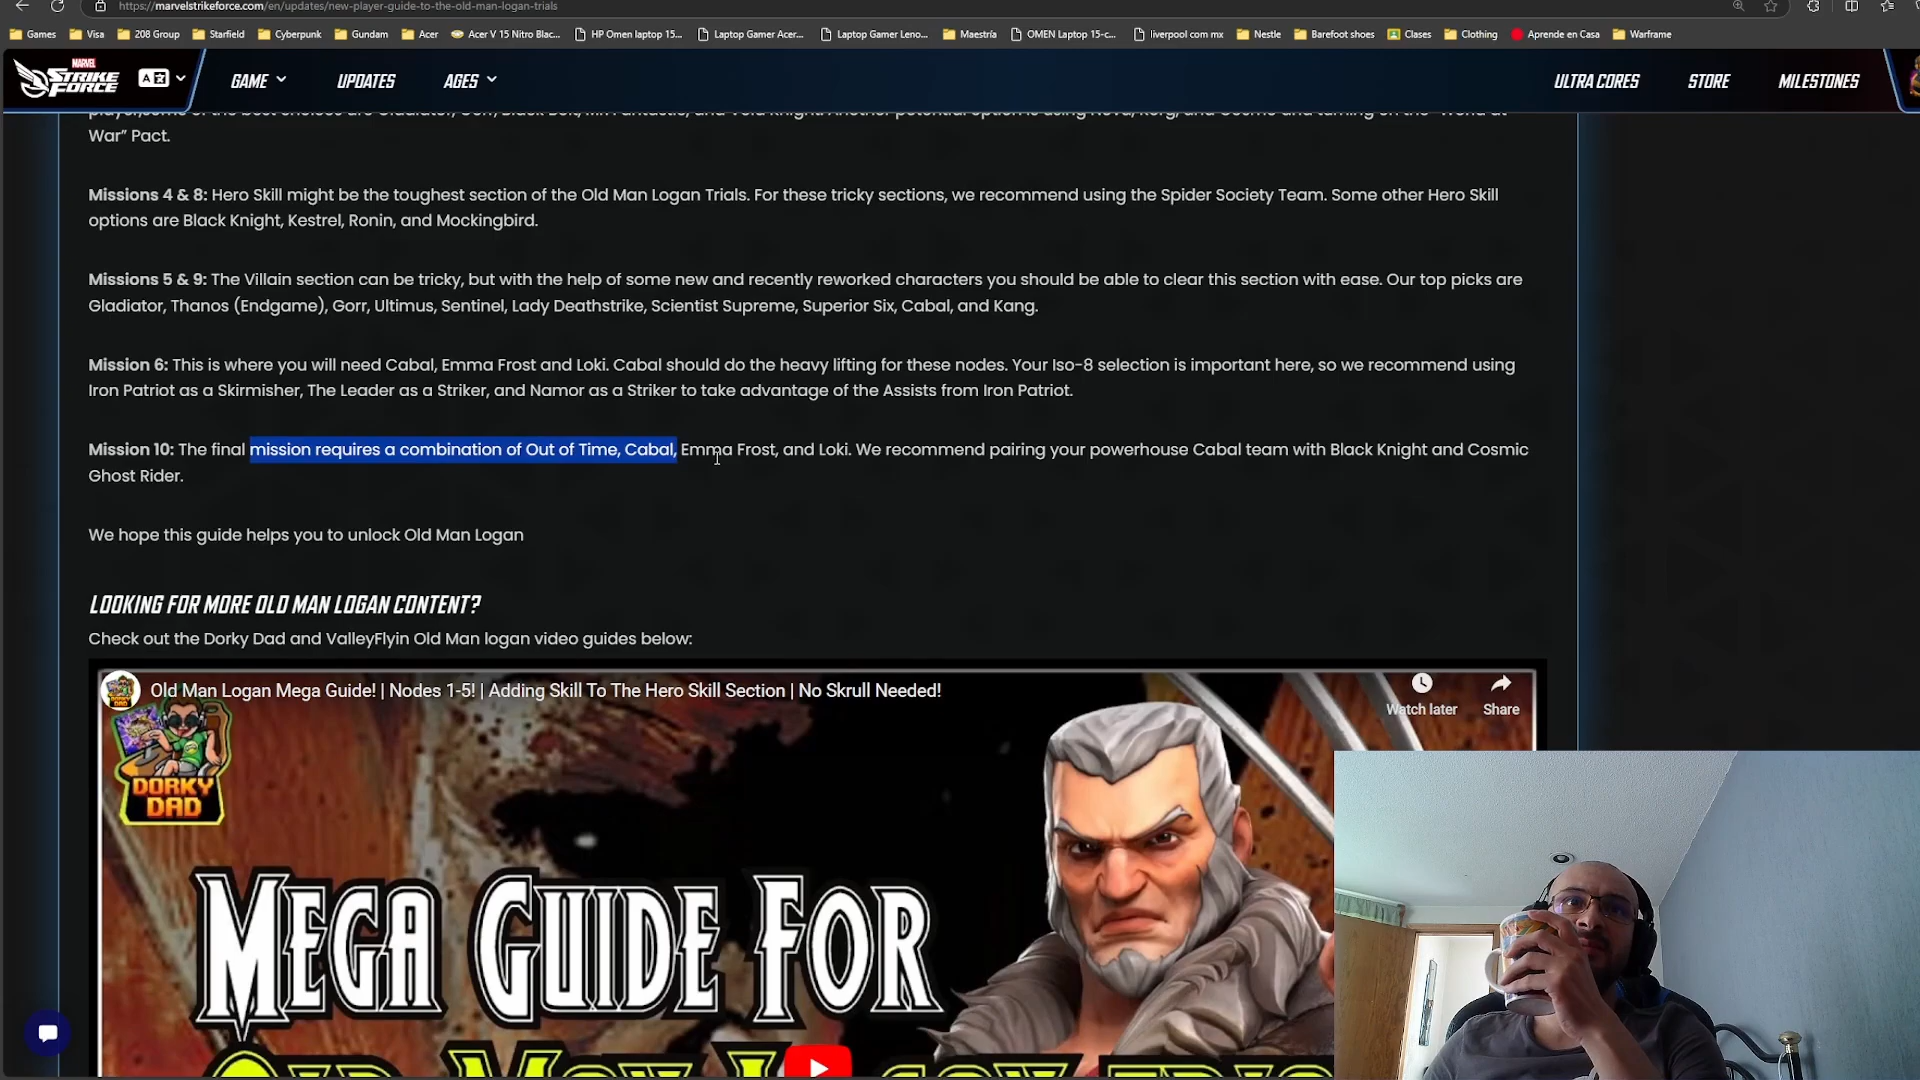 https://marvelstrikeforce.com/en/updates/new-player-guide-to-the-old-man-logan-trials
Games Visa 208 Group Starfield Cyberpunk Gundam Acer Acer V 15 Nitro Blac... HP Omen laptop 15... Laptop Gamer Acer... Laptop Gamer Leno... Maestría OMEN Laptop 15-c... liverpool com mx Nestle Barefoot shoes Clases Clothing Aprende en Casa Warframe
MARVEL STRIKE FORCE GAME UPDATES AGES ULTRA CORES STORE MILESTONES
War” Pact.
Missions 4 & 8: Hero Skill might be the toughest section of the Old Man Logan Trials. For these tricky sections, we recommend using the Spider Society Team. Some other Hero Skill
options are Black Knight, Kestrel, Ronin, and Mockingbird.
Missions 5 & 9: The Villain section can be tricky, but with the help of some new and recently reworked characters you should be able to clear this section with ease. Our top picks are
Gladiator, Thanos (Endgame), Gorr, Ultimus, Sentinel, Lady Deathstrike, Scientist Supreme, Superior Six, Cabal, and Kang.
Mission 6: This is where you will need Cabal, Emma Frost and Loki. Cabal should do the heavy lifting for these nodes. Your Iso-8 selection is important here, so we recommend using
Iron Patriot as a Skirmisher, The Leader as a Striker, and Namor as a Striker to take advantage of the Assists from Iron Patriot.
Mission 10: The final mission requires a combination of Out of Time, Cabal, Emma Frost, and Loki. We recommend pairing your powerhouse Cabal team with Black Knight and Cosmic
Ghost Rider.
We hope this guide helps you to unlock Old Man Logan
LOOKING FOR MORE OLD MAN LOGAN CONTENT?
Check out the Dorky Dad and ValleyFlyin Old Man logan video guides below:
Old Man Logan Mega Guide! | Nodes 1-5! | Adding Skill To The Hero Skill Section | No Skrull Needed!
Watch later Share
DORKY
DAD
MEGA GUIDE FOR